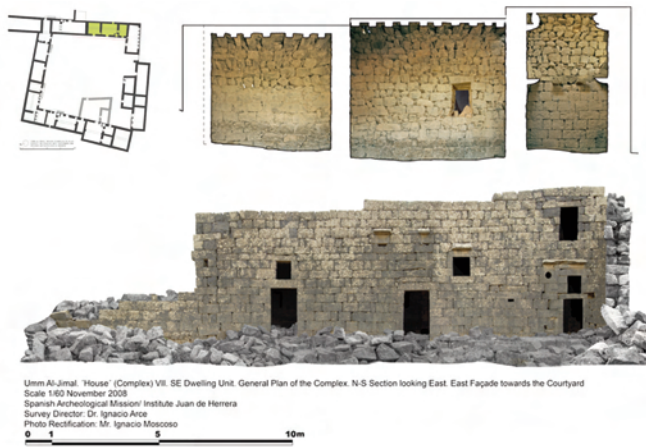 Umm Al-Jimal. ´House´ (Complex) VII. SE Dwelling Unit. General Plan of the Complex. N-S Section looking East. East Façade towards the Courtyard
Scale 1/60 November 2008
Spanish Archeological Mission/ Institute Juan de Herrera
Survey Director: Dr. Ignacio Arce
Photo Rectification: Mr. Ignacio Moscoso
0 1 5 10m